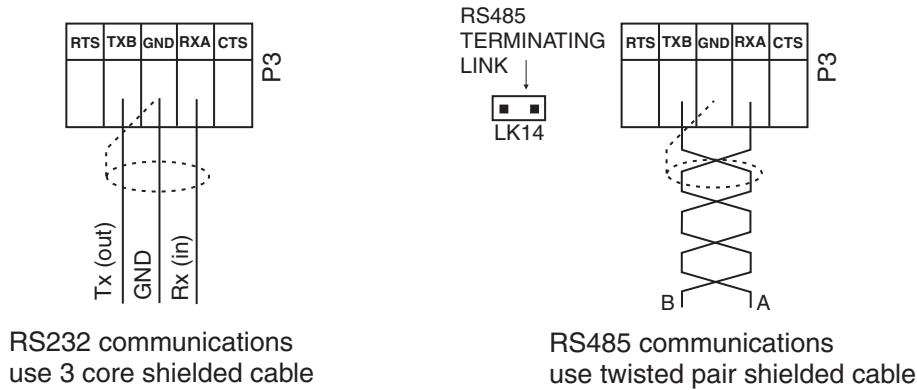 RTS TXB GND RXA CTS
P3
Tx (out)
GND
Rx (in)
RS232 communications
use 3 core shielded cable
RS485
TERMINATING
LINK
LK14
RTS TXB GND RXA CTS
P3
B A
RS485 communications
use twisted pair shielded cable